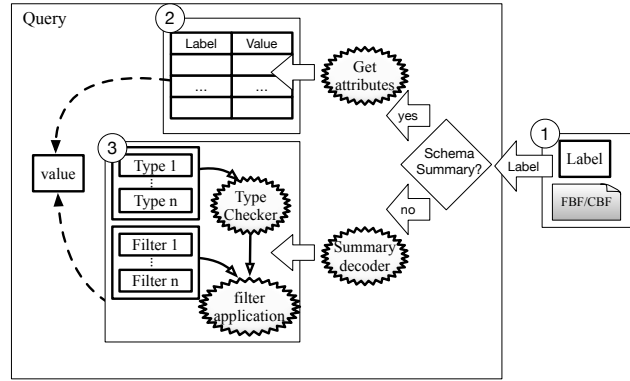 Query
2
Label Value
... ...
Get
attributes
yes
1
Label
FBF/CBF
Label
Schema
Summary?
no
Summary
decoder
3
Type 1
Type n
Type
Checker
Filter 1
Filter n
filter
application
value